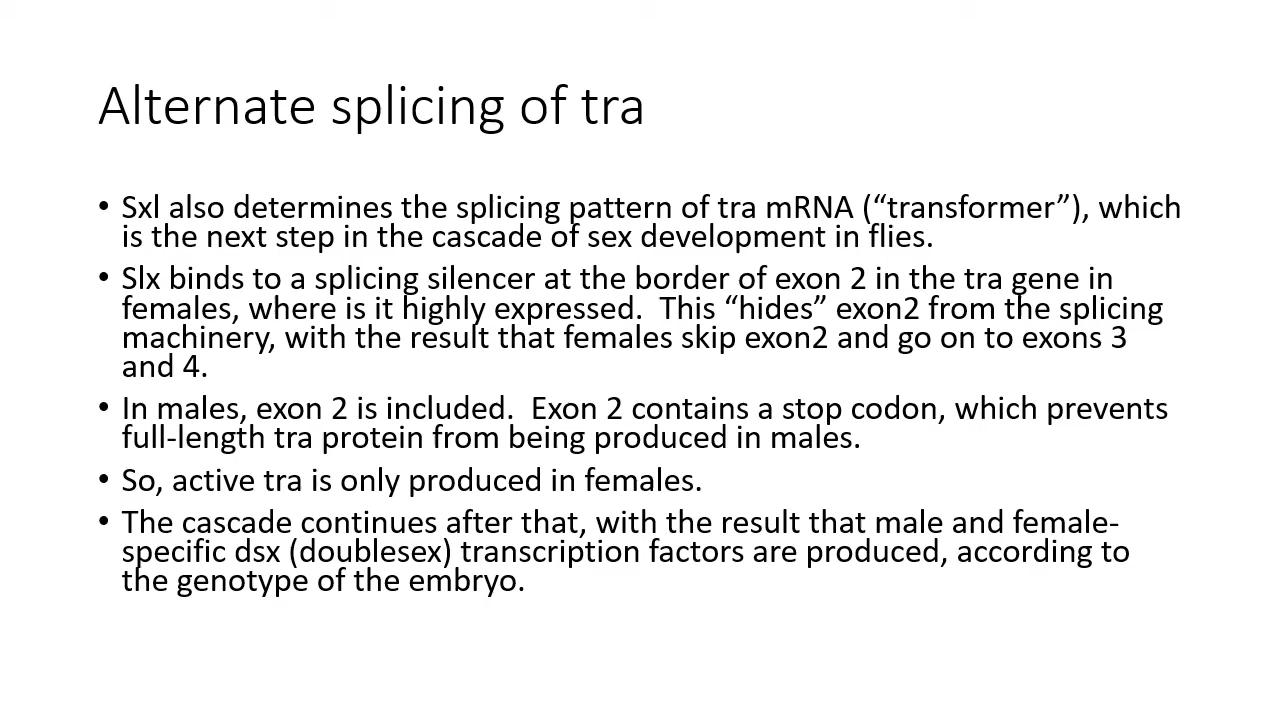 Alternate splicing of tra
• Sxl also determines the splicing pattern of tra mRNA (“transformer”), which
is the next step in the cascade of sex development in flies.
• Slx binds to a splicing silencer at the border of exon 2 in the tra gene in
females, where is it highly expressed.  This “hides” exon2 from the splicing
machinery, with the result that females skip exon2 and go on to exons 3
and 4.
• In males, exon 2 is included.  Exon 2 contains a stop codon, which prevents
full-length tra protein from being produced in males.
• So, active tra is only produced in females.
• The cascade continues after that, with the result that male and female-
specific dsx (doublesex) transcription factors are produced, according to
the genotype of the embryo.